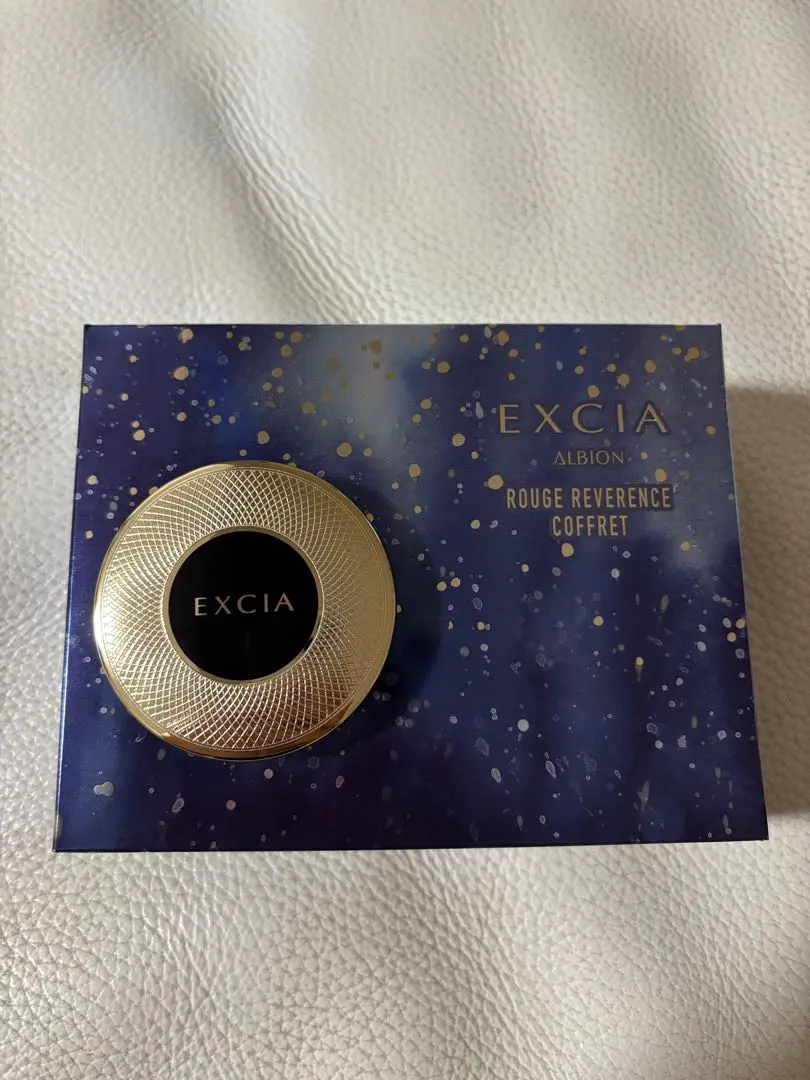 EXCIA
ALBION
ROUGE REVERENCE
COFFRET
EXCIA